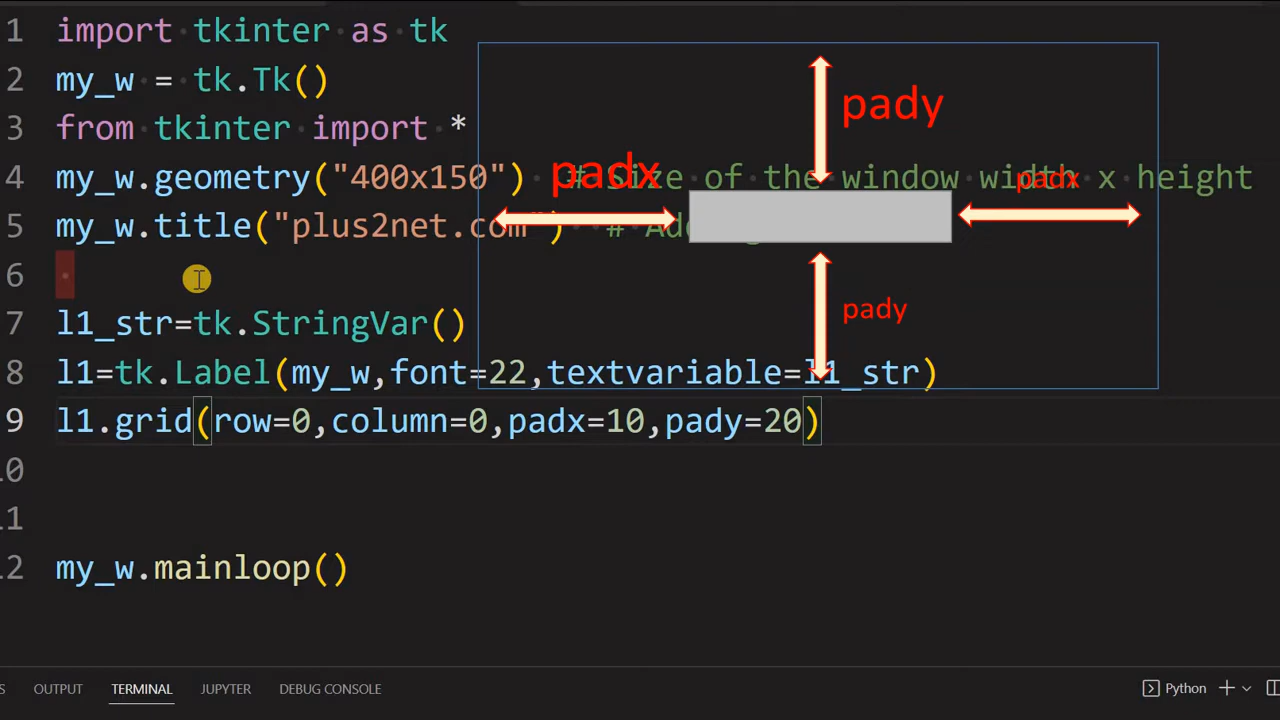 1 import tkinter as tk
2 my_w = tk.Tk()
3 from tkinter import *
4 my_w.geometry("400x150") # Size of the window width x height
5 my_w.title("plus2net.com") #
6
7 l1_str=tk.StringVar()
8 l1=tk.Label(my_w,font=22,textvariable=l1_str)
9 l1.grid(row=0,column=0,padx=10,pady=20)
10
11
12 my_w.mainloop()
pady
padx
padx
pady
OUTPUT TERMINAL JUPYTER DEBUG CONSOLE Python